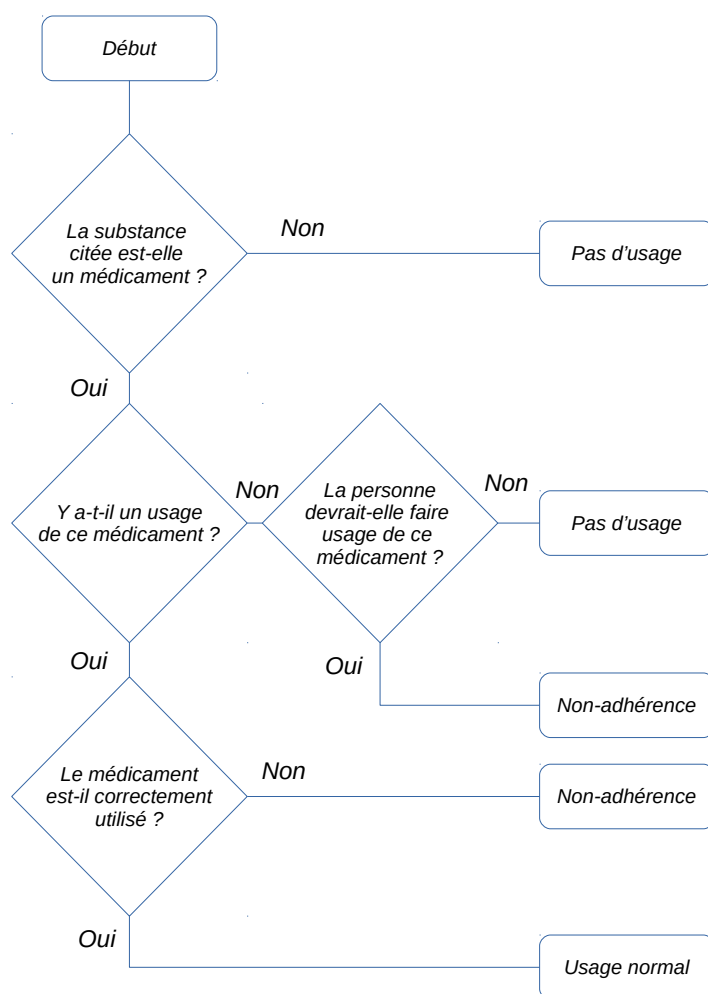 Début
La substance
citée est-elle
un médicament ?
Non
Pas d'usage
Oui
Y a-t-il un usage
de ce médicament ?
Non
La personne
devrait-elle faire
usage de ce
médicament ?
Non
Pas d'usage
Oui
Oui
Non-adhérence
Le médicament
est-il correctement
utilisé ?
Non
Non-adhérence
Oui
Usage normal